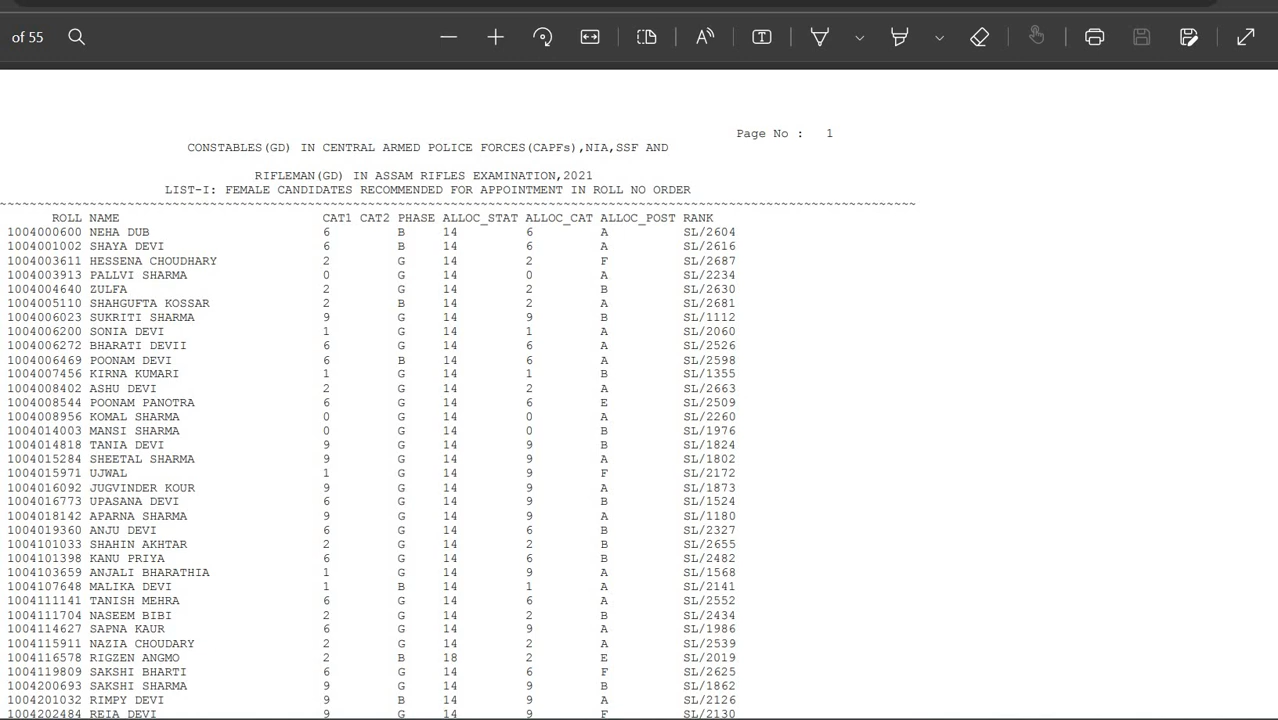 of 55
Page No : 1
CONSTABLES(GD) IN CENTRAL ARMED POLICE FORCES(CAPFs),NIA,SSF AND
RIFLEMAN(GD) IN ASSAM RIFLES EXAMINATION,2021
LIST-I: FEMALE CANDIDATES RECOMMENDED FOR APPOINTMENT IN ROLL NO ORDER
ROLL NAME CAT1 CAT2 PHASE ALLOC_STAT ALLOC_CAT ALLOC_POST RANK
1004000600 NEHA DUB 6 B 14 6 A SL/2604
1004001002 SHAYA DEVI 6 B 14 6 A SL/2616
1004003611 HESSENA CHOUDHARY 2 G 14 2 F SL/2687
1004003913 PALLVI SHARMA 0 G 14 0 A SL/2234
1004004640 ZULFA 2 G 14 2 B SL/2630
1004005110 SHAHGUFTA KOSSAR 2 B 14 2 A SL/2681
1004006023 SUKRITI SHARMA 9 G 14 9 B SL/1112
1004006200 SONIA DEVI 1 G 14 1 A SL/2060
1004006272 BHARATI DEVII 6 G 14 6 A SL/2526
1004006469 POONAM DEVI 6 B 14 6 A SL/2598
1004007456 KIRNA KUMARI 1 G 14 1 B SL/1355
1004008402 ASHU DEVI 2 G 14 2 A SL/2663
1004008544 POONAM PANOTRA 6 G 14 6 E SL/2509
1004008956 KOMAL SHARMA 0 G 14 0 A SL/2260
1004014003 MANSI SHARMA 0 G 14 0 B SL/1976
1004014818 TANIA DEVI 9 G 14 9 B SL/1824
1004015284 SHEETAL SHARMA 9 G 14 9 A SL/1802
1004015971 UJWAL 1 G 14 9 F SL/2172
1004016092 JUGVINDER KOUR 9 G 14 9 A SL/1873
1004016773 UPASANA DEVI 6 G 14 9 B SL/1524
1004018142 APARNA SHARMA 9 G 14 9 A SL/1180
1004019360 ANJU DEVI 6 G 14 6 B SL/2327
1004101033 SHAHIN AKHTAR 2 G 14 2 B SL/2655
1004101398 KANU PRIYA 6 G 14 6 B SL/2482
1004103659 ANJALI BHARATHIA 1 G 14 9 A SL/1568
1004107648 MALIKA DEVI 1 B 14 1 A SL/2141
1004111141 TANISH MEHRA 6 G 14 6 A SL/2552
1004111704 NASEEM BIBI 2 G 14 2 B SL/2434
1004114627 SAPNA KAUR 6 G 14 9 A SL/1986
1004115911 NAZIA CHOUDARY 2 G 14 2 A SL/2539
1004116578 RIGZEN ANGMO 2 B 18 2 E SL/2019
1004119809 SAKSHI BHARTI 6 G 14 6 F SL/2625
1004200693 SAKSHI SHARMA 9 G 14 9 B SL/1862
1004201032 RIMPY DEVI 9 B 14 9 A SL/2126
1004202484 REIA DEVI 9 G 14 9 F SL/2130